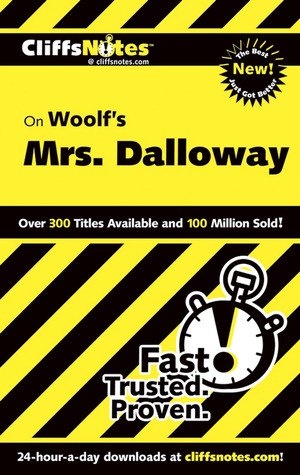 CliffsNotes™
@ cliffsnotes.com
The Best
New!
Just Got Better
On Woolf's
Mrs. Dalloway
Over 300 Titles Available and 100 Million Sold!
Fast.
Trusted.
Proven.
24-hour-a-day downloads at cliffsnotes.com!